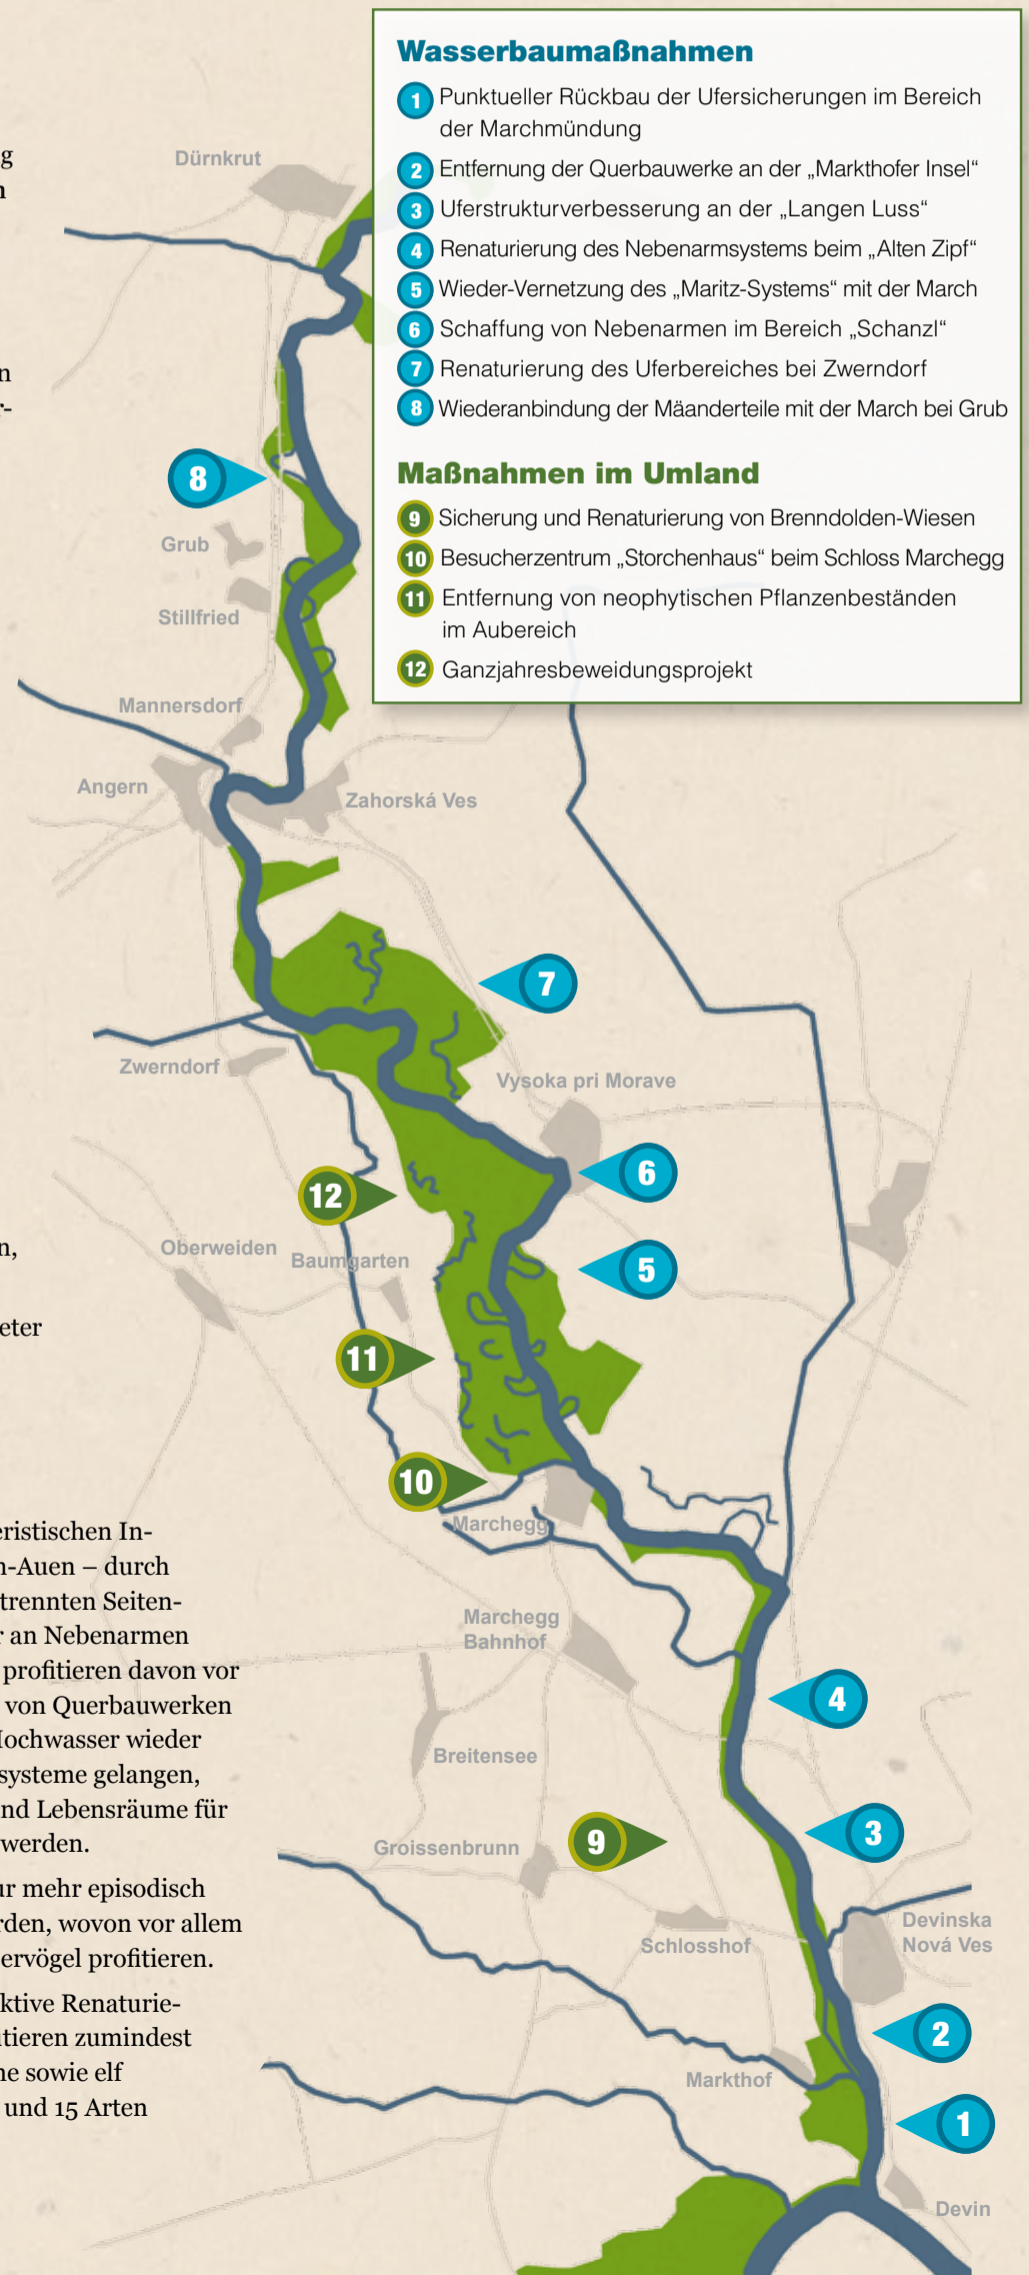 Wasserbaumaßnahmen
1 Punktueller Rückbau der Ufersicherungen im Bereich
der Marchmündung
2 Entfernung der Querbauwerke an der „Markthofer Insel“
3 Uferstrukturverbesserung an der „Langen Luss“
4 Renaturierung des Nebenarmsystems beim „Alten Zipf“
5 Wieder-Vernetzung des „Maritz-Systems“ mit der March
6 Schaffung von Nebenarmen im Bereich „Schanzl“
7 Renaturierung des Uferbereiches bei Zwerndorf
8 Wiederanbindung der Mäanderteile mit der March bei Grub
Maßnahmen im Umland
9 Sicherung und Renaturierung von Brenndolden-Wiesen
10 Besucherzentrum „Storchenhaus“ beim Schloss Marchegg
11 Entfernung von neophytischen Pflanzenbeständen
im Aubereich
12 Ganzjahresbeweidungsprojekt
Dürnkrut
8
Grub
Stillfried
Mannersdorf
Angern
Zahorská Ves
7
Zwerndorf
Vysoka pri Morave
6
12
Oberweiden
Baumgarten
5
11
10
Marchegg
Marchegg
Bahnhof
4
Breitensee
3
9
Groissenbrunn
Devinska
Nová Ves
Schlosshof
2
Markthof
1
Devin
g
n
n
r-
n,
eter
eristischen In-
n-Auen – durch
trennten Seiten-
r an Nebenarmen
profitieren davon vor
von Querbauwerken
Hochwasser wieder
systeme gelangen,
nd Lebensräume für
werden.
ur mehr episodisch
rden, wovon vor allem
ervögel profitieren.
ktive Renaturie-
itieren zumindest
ne sowie elf
und 15 Arten